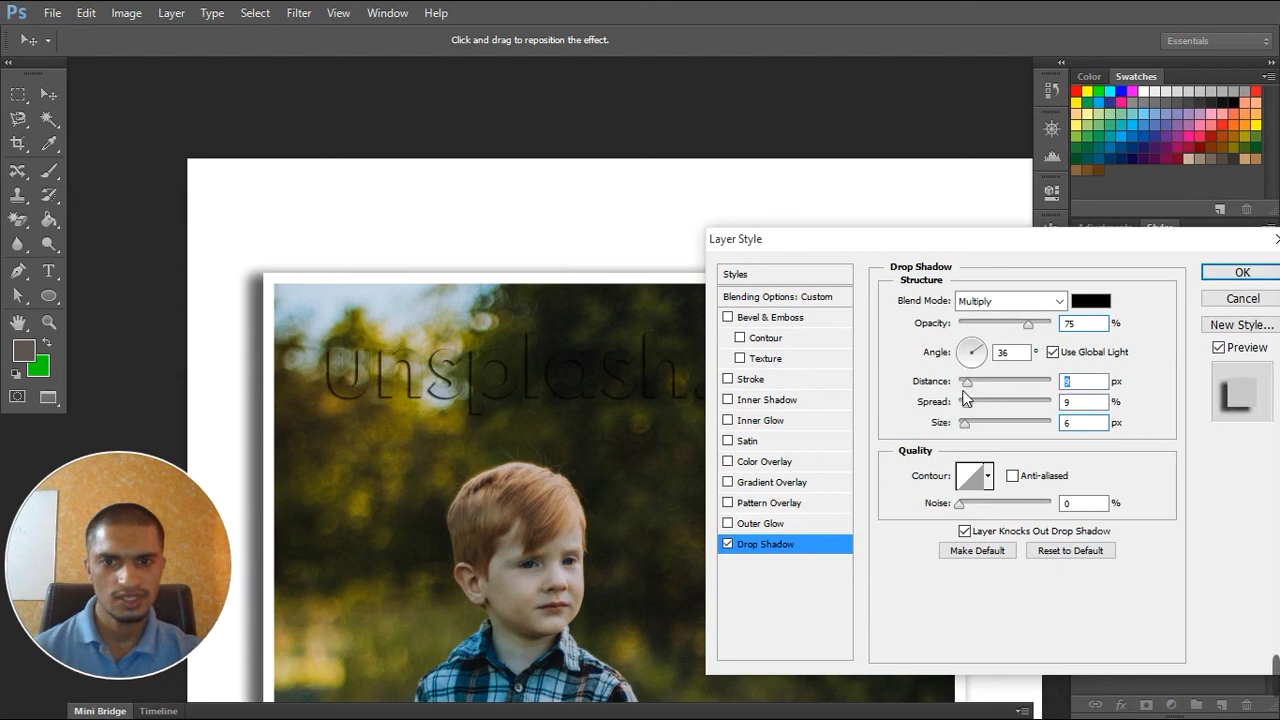 Ps File Edit Image Layer Type Select Filter View Window Help
Click and drag to reposition the effect.
Essentials
Color Swatches
Layer Style
unsplash.
Styles
Blending Options: Custom
Bevel & Emboss
Contour
Texture
Stroke
Inner Shadow
Inner Glow
Satin
Color Overlay
Gradient Overlay
Pattern Overlay
Outer Glow
Drop Shadow
Drop Shadow
Structure
Blend Mode: Multiply
Opacity: 75 %
Angle: 36 ° Use Global Light
Distance: 9 px
Spread: 9 %
Size: 6 px
Quality
Contour: Anti-aliased
Noise: 0 %
Layer Knocks Out Drop Shadow
Make Default Reset to Default
OK
Cancel
New Style...
Preview
Mini Bridge Timeline